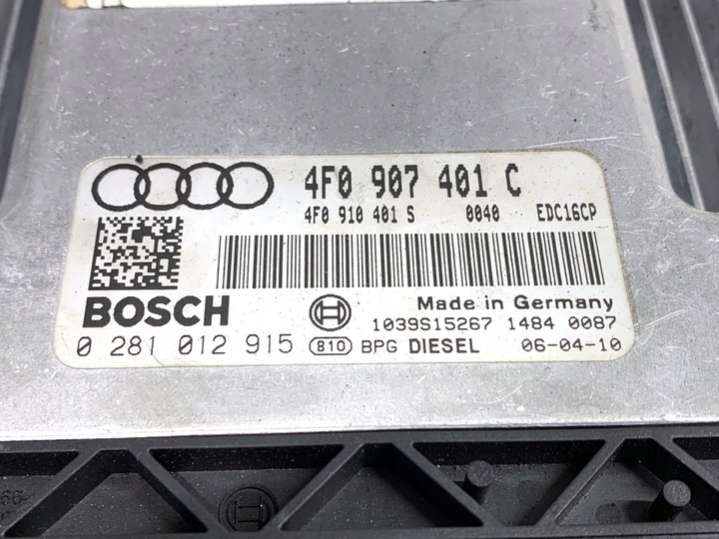 4F0 907 401 C
4F0 910 401 S 0040 EDC16CP
BOSCH
Made in Germany
1039S15267 1484 0087
0 281 012 915 810 BPG DIESEL 06-04-10